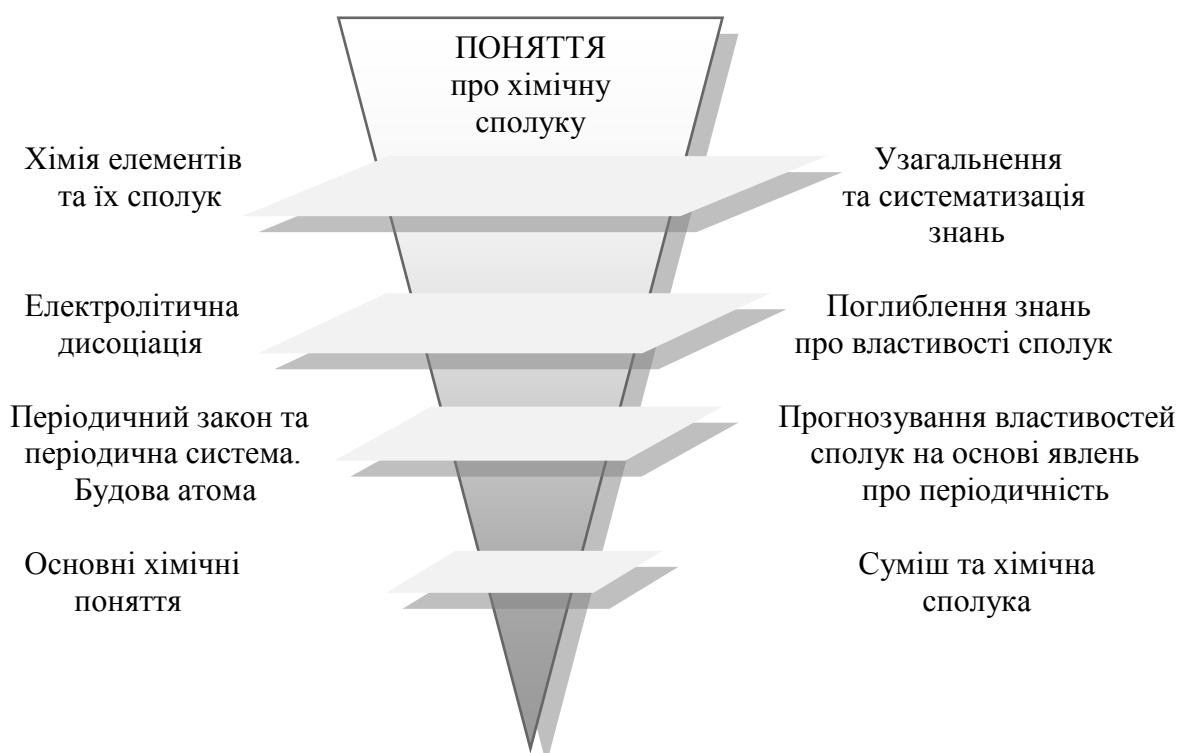 ПОНЯТТЯ
про хімічну
сполуку
Хімія елементів
та їх сполук
Узагальнення
та систематизація
знань
Електролітична
дисоціація
Поглиблення знань
про властивості сполук
Періодичний закон та
періодична система.
Будова атома
Прогнозування властивостей
сполук на основі явлень
про періодичність
Основні хімічні
поняття
Суміш та хімічна
сполука